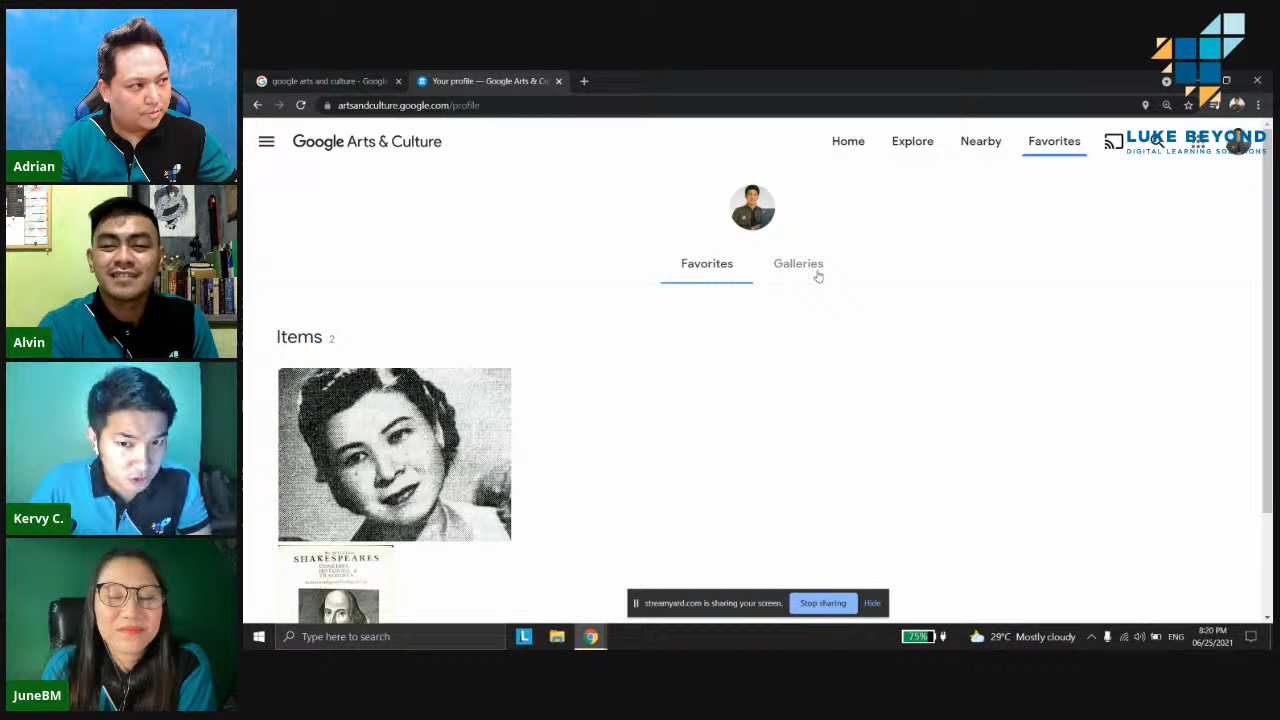 Adrian
Alvin
Kervy C.
JuneBM
google arts and culture - Google
Your profile — Google Arts & Cu
artsandculture.google.com/profile
LUKE BEYOND
DIGITAL LEARNING SOLUTIONS
Google Arts & Culture
Home
Explore
Nearby
Favorites
Favorites
Galleries
Items 2
SHAKESPEARES
COMEDIES,
HISTORIES, &
TRAGEDIES.
streamyard.com is sharing your screen.
Stop sharing
Hide
Type here to search
L
75%
29°C Mostly cloudy
ENG
8:20 PM
06/25/2021